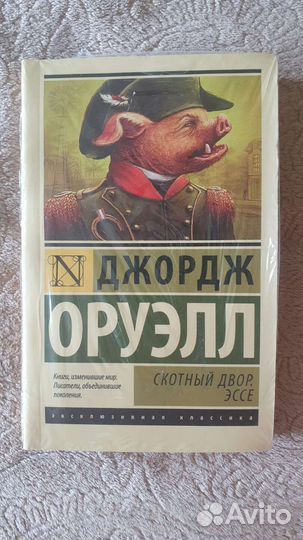 N
ДЖОРДЖ
ОРУЭЛЛ
Книги, изменившие мир.
Писатели, объединившие
поколения.
СКОТНЫЙ ДВОР.
ЭССЕ
эксклюзивная классика
Avito